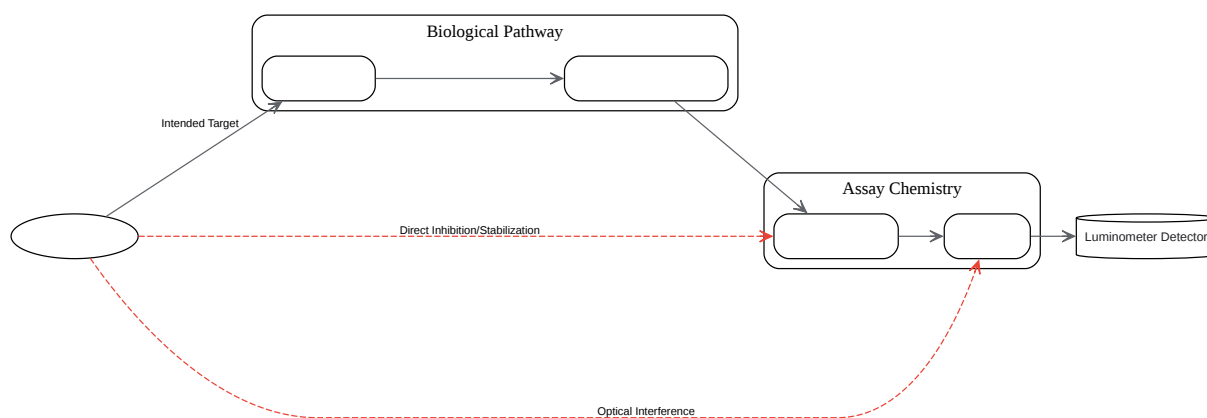 Biological Pathway
Intended Target
Assay Chemistry
Direct Inhibition/Stabilization
Luminometer Detector
Optical Interference